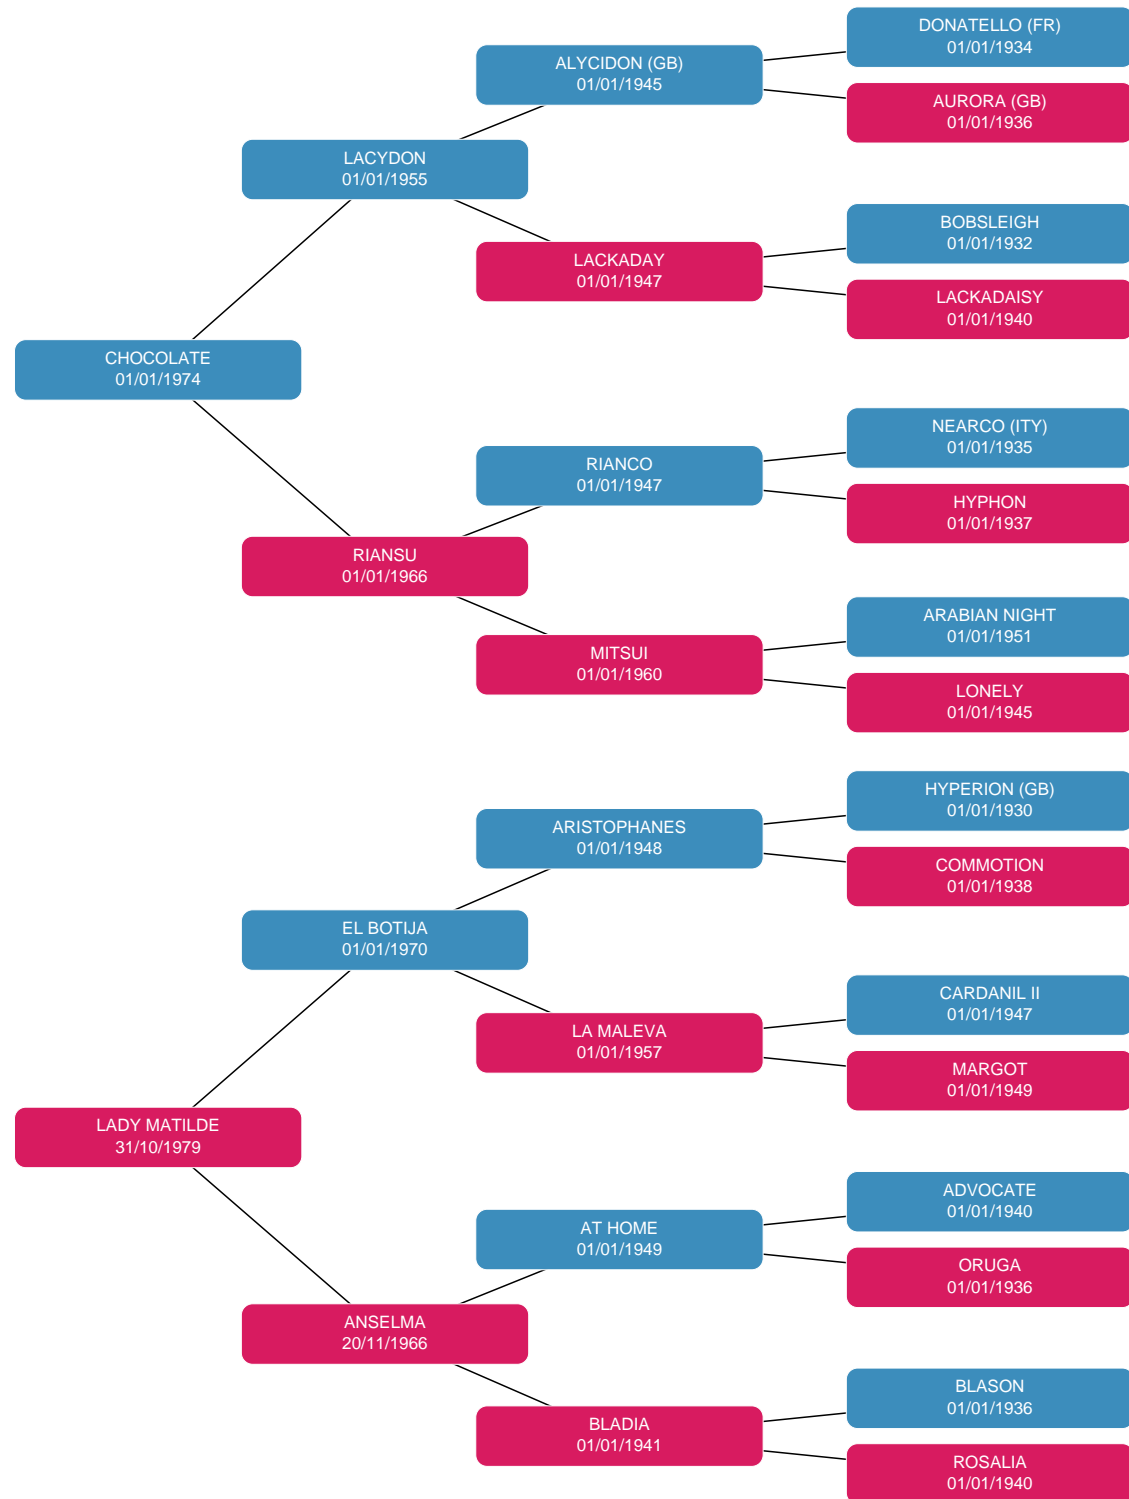 DONATELLO (FR)
01/01/1934
ALYCIDON (GB)
01/01/1945
AURORA (GB)
01/01/1936
LACYDON
01/01/1955
BOBSLEIGH
01/01/1932
LACKADAY
01/01/1947
LACKADAISY
01/01/1940
CHOCOLATE
01/01/1974
NEARCO (ITY)
01/01/1935
RIANCO
01/01/1947
HYPHON
01/01/1937
RIANSU
01/01/1966
ARABIAN NIGHT
01/01/1951
MITSUI
01/01/1960
LONELY
01/01/1945
HYPERION (GB)
01/01/1930
ARISTOPHANES
01/01/1948
COMMOTION
01/01/1938
EL BOTIJA
01/01/1970
CARDANIL II
01/01/1947
LA MALEVA
01/01/1957
MARGOT
01/01/1949
LADY MATILDE
31/10/1979
ADVOCATE
01/01/1940
AT HOME
01/01/1949
ORUGA
01/01/1936
ANSELMA
20/11/1966
BLASON
01/01/1936
BLADIA
01/01/1941
ROSALIA
01/01/1940